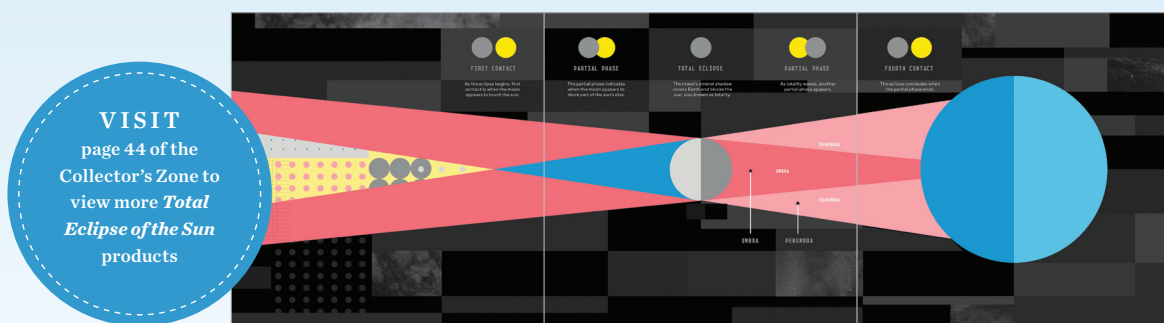 VISIT
page 44 of the
Collector's Zone to
view more Total
Eclipse of the Sun
products
FIRST CONTACT
As the eclipse begins, first
contact is when the moon
appears to touch the sun.
PARTIAL PHASE
The partial phase indicates
when the moon appears to
block part of the sun's disc.
TOTAL ECLIPSE
The moon's umbral shadow
covers Earth and blocks the
sun, also known as totality.
PARTIAL PHASE
As totality wanes, another
partial phase appears.
FOURTH CONTACT
The eclipse concludes when
the partial phase ends.
PENUMBRA
UMBRA
PENUMBRA
UMBRA
PENUMBRA